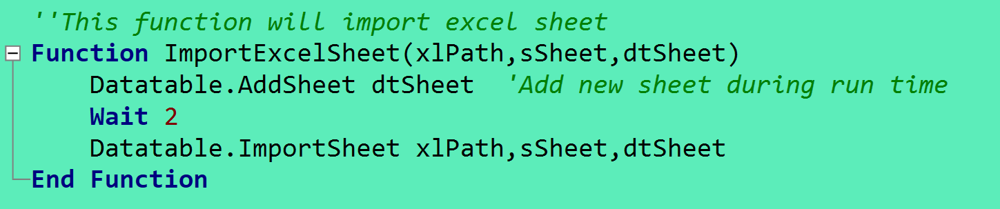 ''This function will import excel sheet
Function ImportExcelSheet(xlPath,sSheet,dtSheet)
Datatable.AddSheet dtSheet  'Add new sheet during run time
Wait 2
Datatable.ImportSheet xlPath,sSheet,dtSheet
End Function